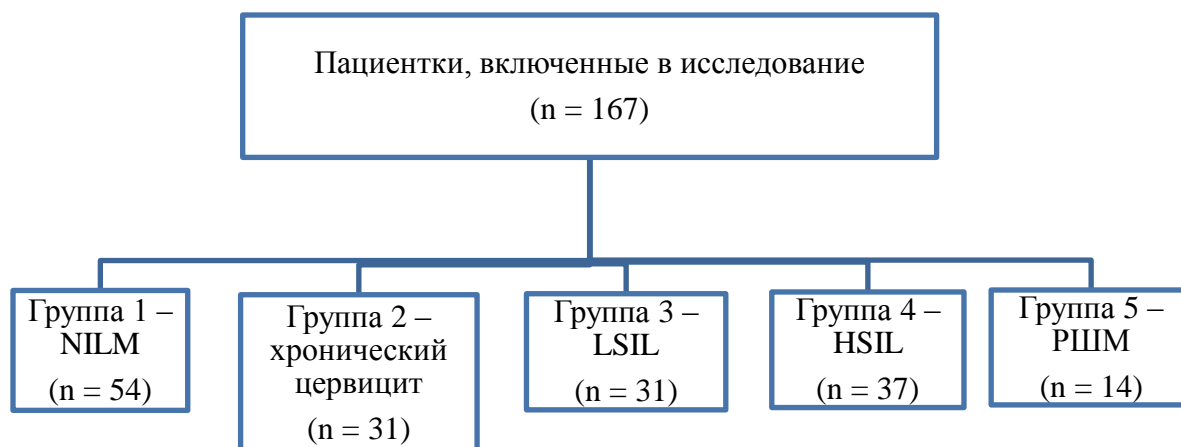 Пациентки, включенные в исследование
(n = 167)
Группа 1 –
NILM
(n = 54)
Группа 2 –
хронический
цервицит
(n = 31)
Группа 3 –
LSIL
(n = 31)
Группа 4 –
HSIL
(n = 37)
Группа 5 –
РШМ
(n = 14)